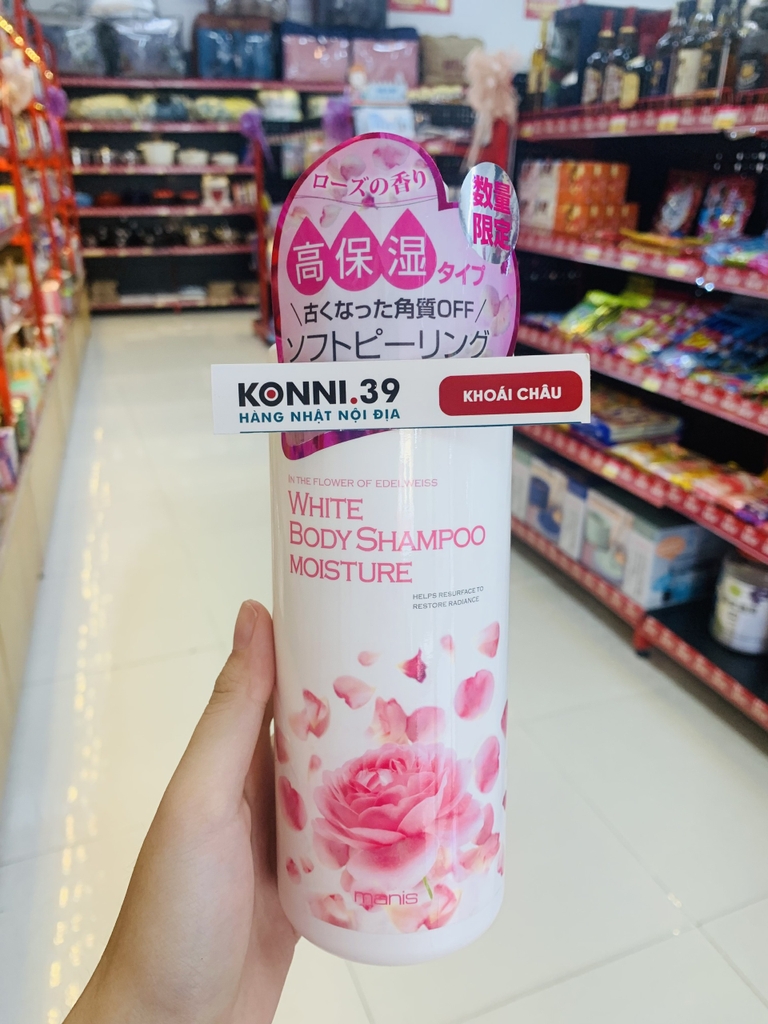 ローズの香り
数量
限定
高保湿タイプ
\古くなった角質OFF/
ソフトピーリング
KONNI.39
HÀNG NHẬT NỘI ĐỊA
KHOÁI CHÂU
IN THE FLOWER OF EDELWEISS
WHITE
BODY SHAMPOO
MOISTURE
HELPS RESURFACE TO
RESTORE RADIANCE
manis